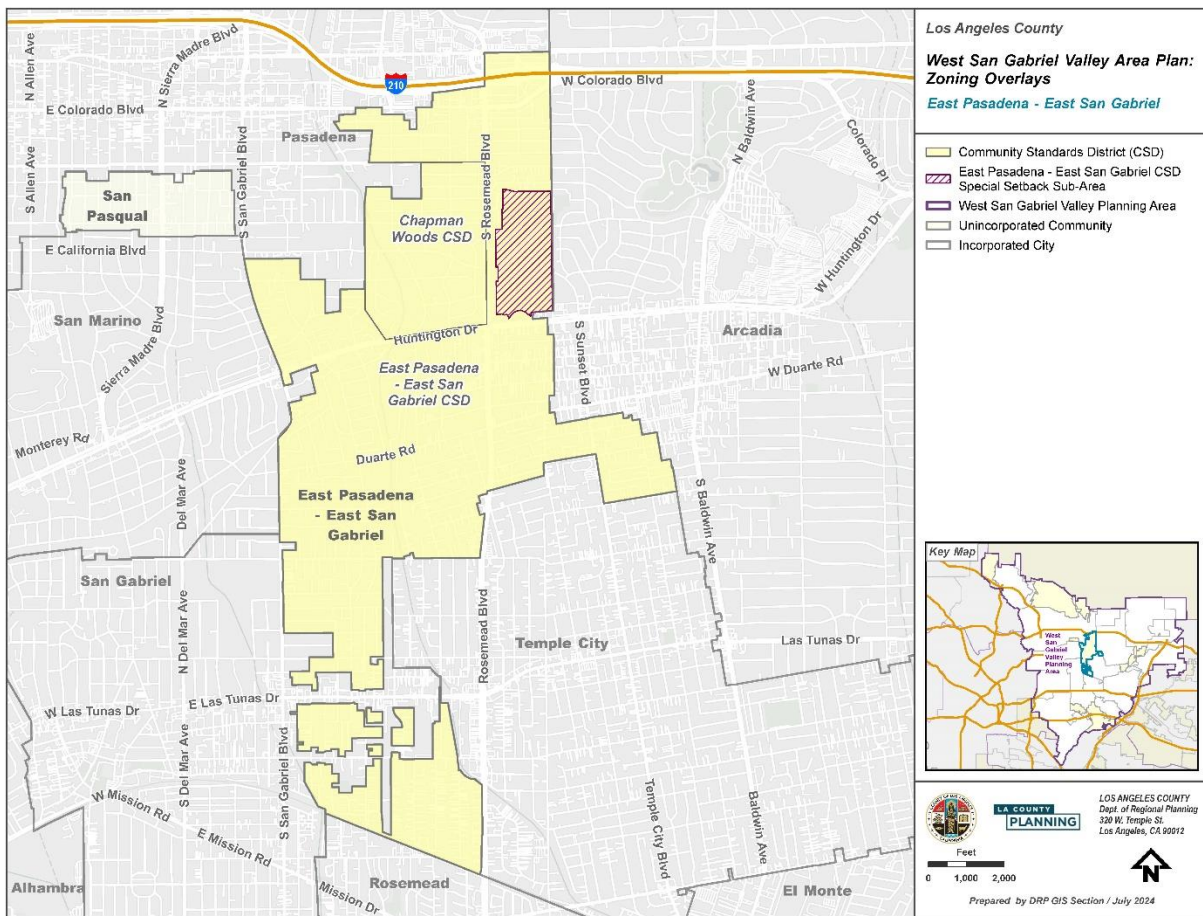 N Allen Ave
N Sierra Madre Blvd
E Colorado Blvd
210
W Colorado Blvd
Pasadena
S Allen Ave
San
Pasqual
S San Gabriel Blvd
S Rosemead Blvd
N Baldwin Ave
Colorado Pl
Chapman
Woods CSD
E California Blvd
W Huntington Dr
San Marino
Sierra Madre Blvd
Huntington Dr
S Sunset Blvd
Arcadia
East Pasadena
- East San
Gabriel CSD
W Duarte Rd
Monterey Rd
Duarte Rd
Del Mar Ave
East Pasadena
- East San
Gabriel
S Baldwin Ave
San Gabriel
N Del Mar Ave
Rosemead Blvd
Temple City
Las Tunas Dr
E Las Tunas Dr
W Las Tunas Dr
S Del Mar Ave
S San Gabriel Blvd
W Mission Rd
E Mission Rd
Temple City Blvd
Baldwin Ave
Mission Dr
Alhambra
Rosemead
El Monte
Los Angeles County
West San Gabriel Valley Area Plan:
Zoning Overlays
East Pasadena - East San Gabriel
Community Standards District (CSD)
East Pasadena - East San Gabriel CSD
Special Setback Sub-Area
West San Gabriel Valley Planning Area
Unincorporated Community
Incorporated City
Key Map
West
San
Gabriel
Valley
Planning
Area
LA COUNTY
PLANNING
LOS ANGELES COUNTY
Dept. of Regional Planning
320 W. Temple St.
Los Angeles, CA 90012
Feet
0 1,000 2,000
N
Prepared by DRP GIS Section / July 2024